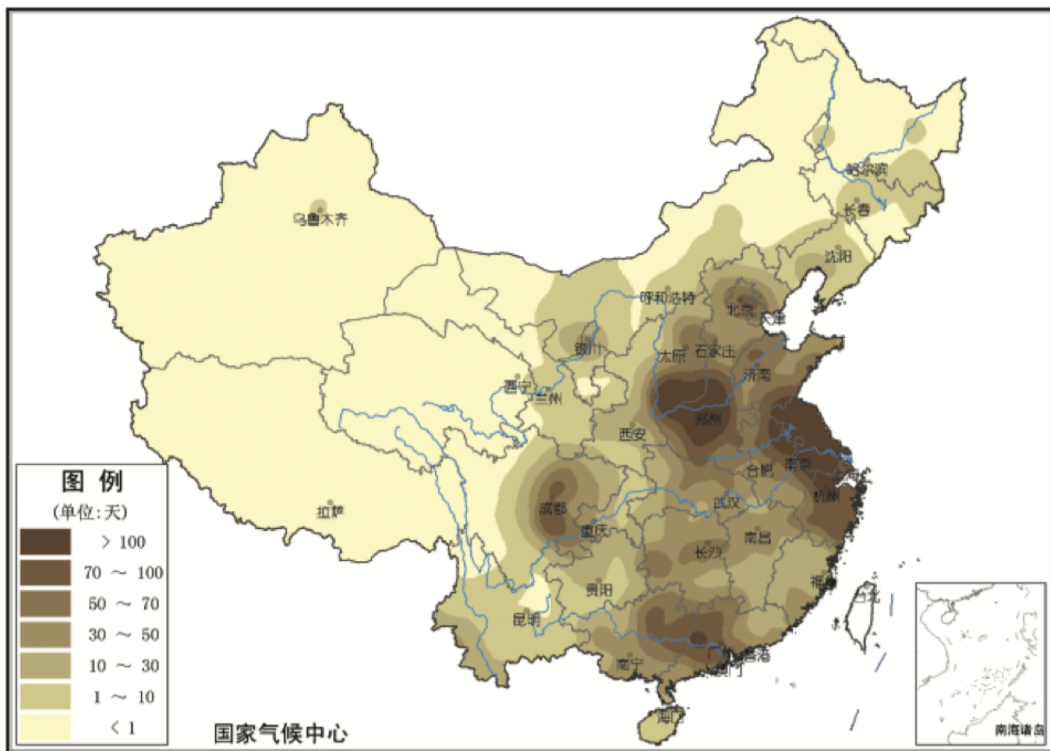 哈尔滨
长春
乌鲁木齐
沈阳
呼和浩特
北京
天津
银川
太原
石家庄
济南
西宁
兰州
郑州
西安
合肥
南京
上海
成都
武汉
杭州
拉萨
重庆
长沙
南昌
贵阳
福州
台北
昆明
南宁
香港
澳门
海口
图 例
(单位:天)
> 100
70 ~ 100
50 ~ 70
30 ~ 50
10 ~ 30
1 ~ 10
< 1
国家气候中心
南海诸岛